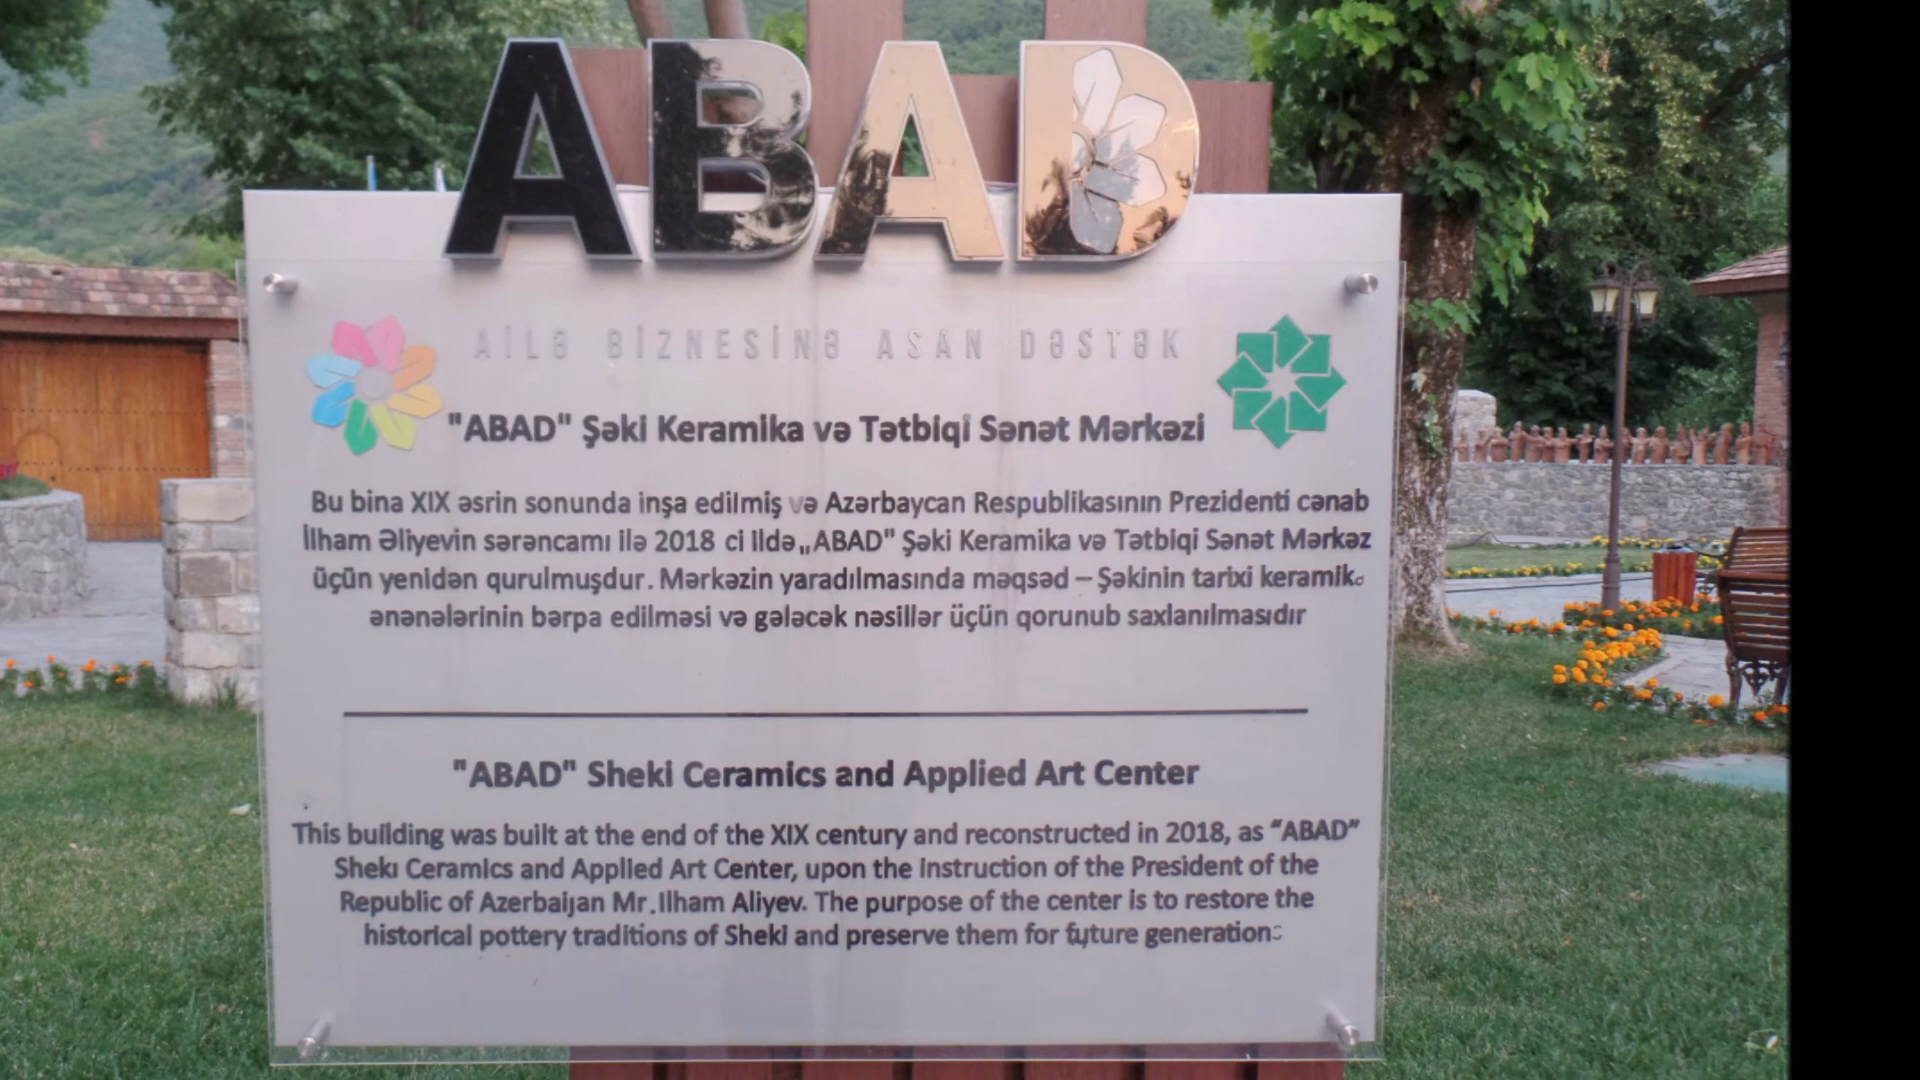 ABAD
AİLƏ BİZNESİNƏ ASAN DƏSTƏK
"ABAD" Şəki Keramika və Tətbiqi Sənət Mərkəzi
Bu bina XIX əsrin sonunda inşa edilmiş və Azərbaycan Respublikasının Prezidenti cənab
İlham Əliyevin sərəncamı ilə 2018 ci ildə „ABAD" Şəki Keramika və Tətbiqi Sənət Mərkəz
üçün yenidən qurulmuşdur. Mərkəzin yaradılmasında məqsəd – Şəkinin tarixi keramika
ənənələrinin bərpa edilməsi və gələcək nəsillər üçün qorunub saxlanılmasıdır
"ABAD" Sheki Ceramics and Applied Art Center
This building was built at the end of the XIX century and reconstructed in 2018, as “ABAD”
Sheki Ceramics and Applied Art Center, upon the instruction of the President of the
Republic of Azerbaijan Mr.Ilham Aliyev. The purpose of the center is to restore the
historical pottery traditions of Sheki and preserve them for future generations